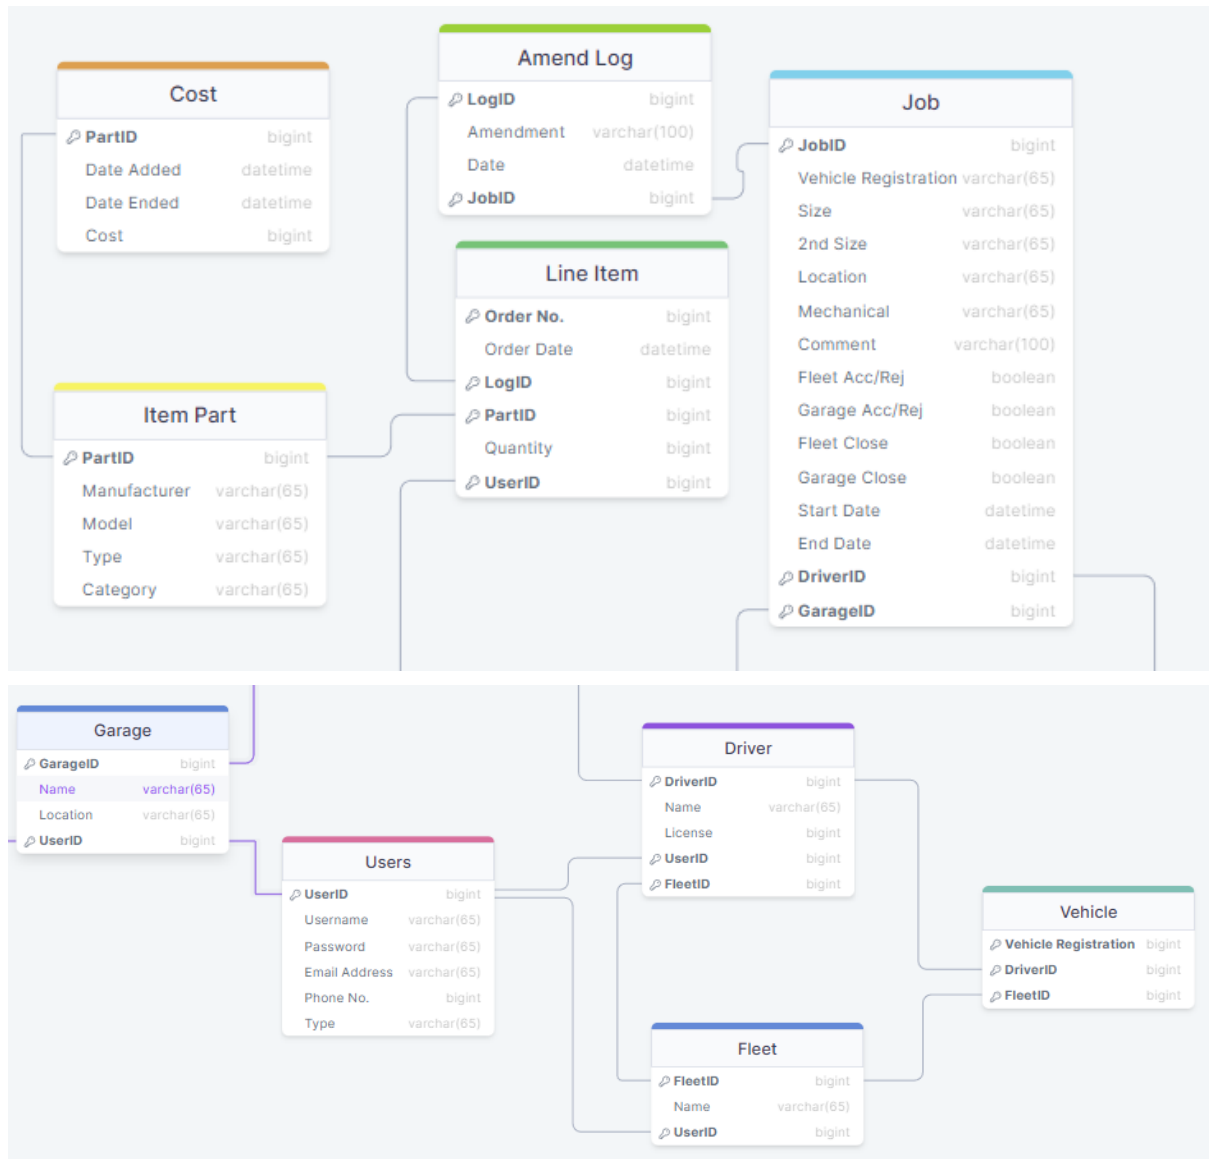 Cost
PartID bigint
Date Added datetime
Date Ended datetime
Cost bigint
Amend Log
LogID bigint
Amendment varchar(100)
Date datetime
JobID bigint
Job
JobID bigint
Vehicle Registration varchar(65)
Size varchar(65)
2nd Size varchar(65)
Location varchar(65)
Mechanical varchar(65)
Comment varchar(100)
Fleet Acc/Rej boolean
Garage Acc/Rej boolean
Fleet Close boolean
Garage Close boolean
Start Date datetime
End Date datetime
DriverID bigint
GarageID bigint
Line Item
Order No. bigint
Order Date datetime
LogID bigint
PartID bigint
Quantity bigint
UserID bigint
Item Part
PartID bigint
Manufacturer varchar(65)
Model varchar(65)
Type varchar(65)
Category varchar(65)
Garage
GarageID bigint
Name varchar(65)
Location varchar(65)
UserID bigint
Users
UserID bigint
Username varchar(65)
Password varchar(65)
Email Address varchar(65)
Phone No. bigint
Type varchar(65)
Driver
DriverID bigint
Name varchar(65)
License bigint
UserID bigint
FleetID bigint
Vehicle
Vehicle Registration bigint
DriverID bigint
FleetID bigint
Fleet
FleetID bigint
Name varchar(65)
UserID bigint